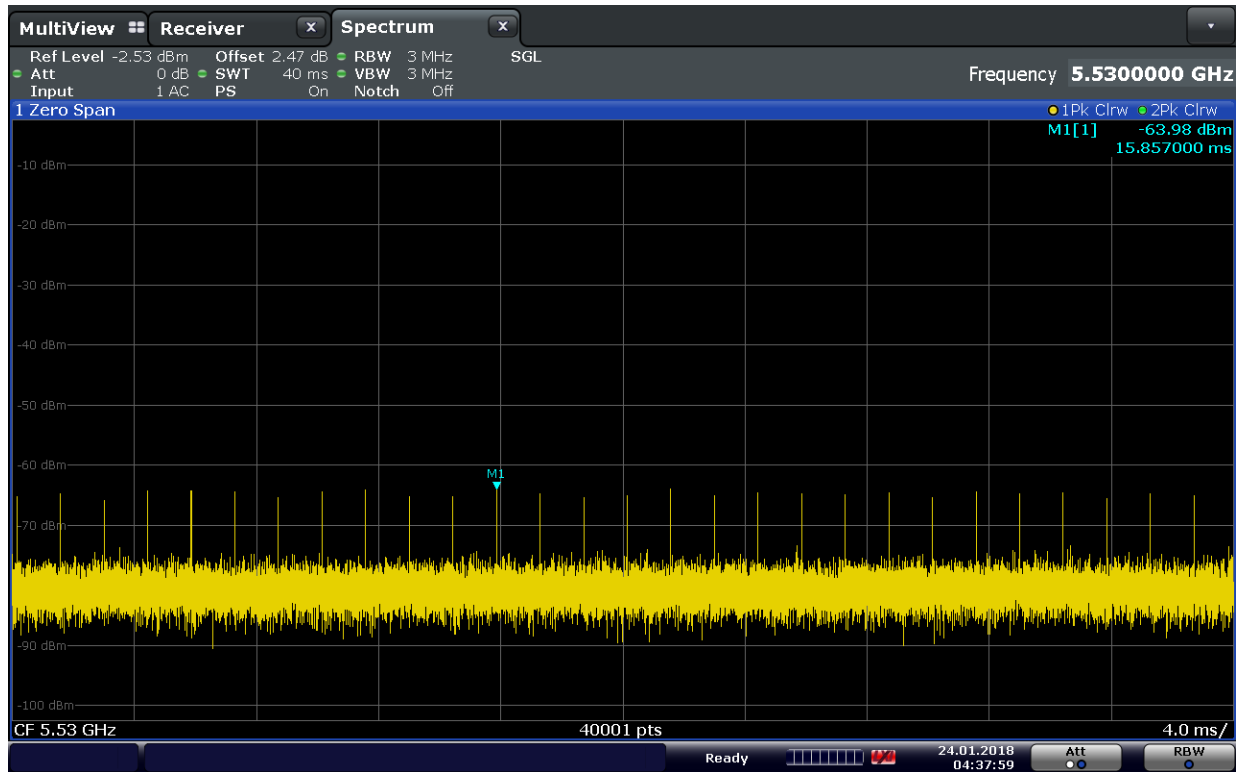 MultiView Receiver X Spectrum X
Ref Level -2.53 dBm Offset 2.47 dB RBW 3 MHz SGL
Att 0 dB SWT 40 ms VBW 3 MHz Frequency 5.5300000 GHz
Input 1 AC PS On Notch Off
1 Zero Span 1Pk Clrw 2Pk Clrw
M1[1] -63.98 dBm
15.857000 ms
-10 dBm
-20 dBm
-30 dBm
-40 dBm
-50 dBm
-60 dBm
M1
-70 dBm
-90 dBm
-100 dBm
CF 5.53 GHz 40001 pts 4.0 ms/
Ready 24.01.2018 Att RBW
04:37:59